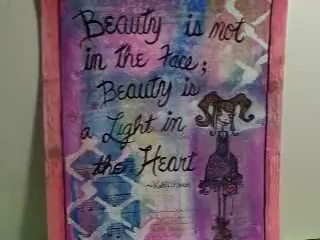 Beauty is not
in the Face;
Beauty is
a Light in
the Heart